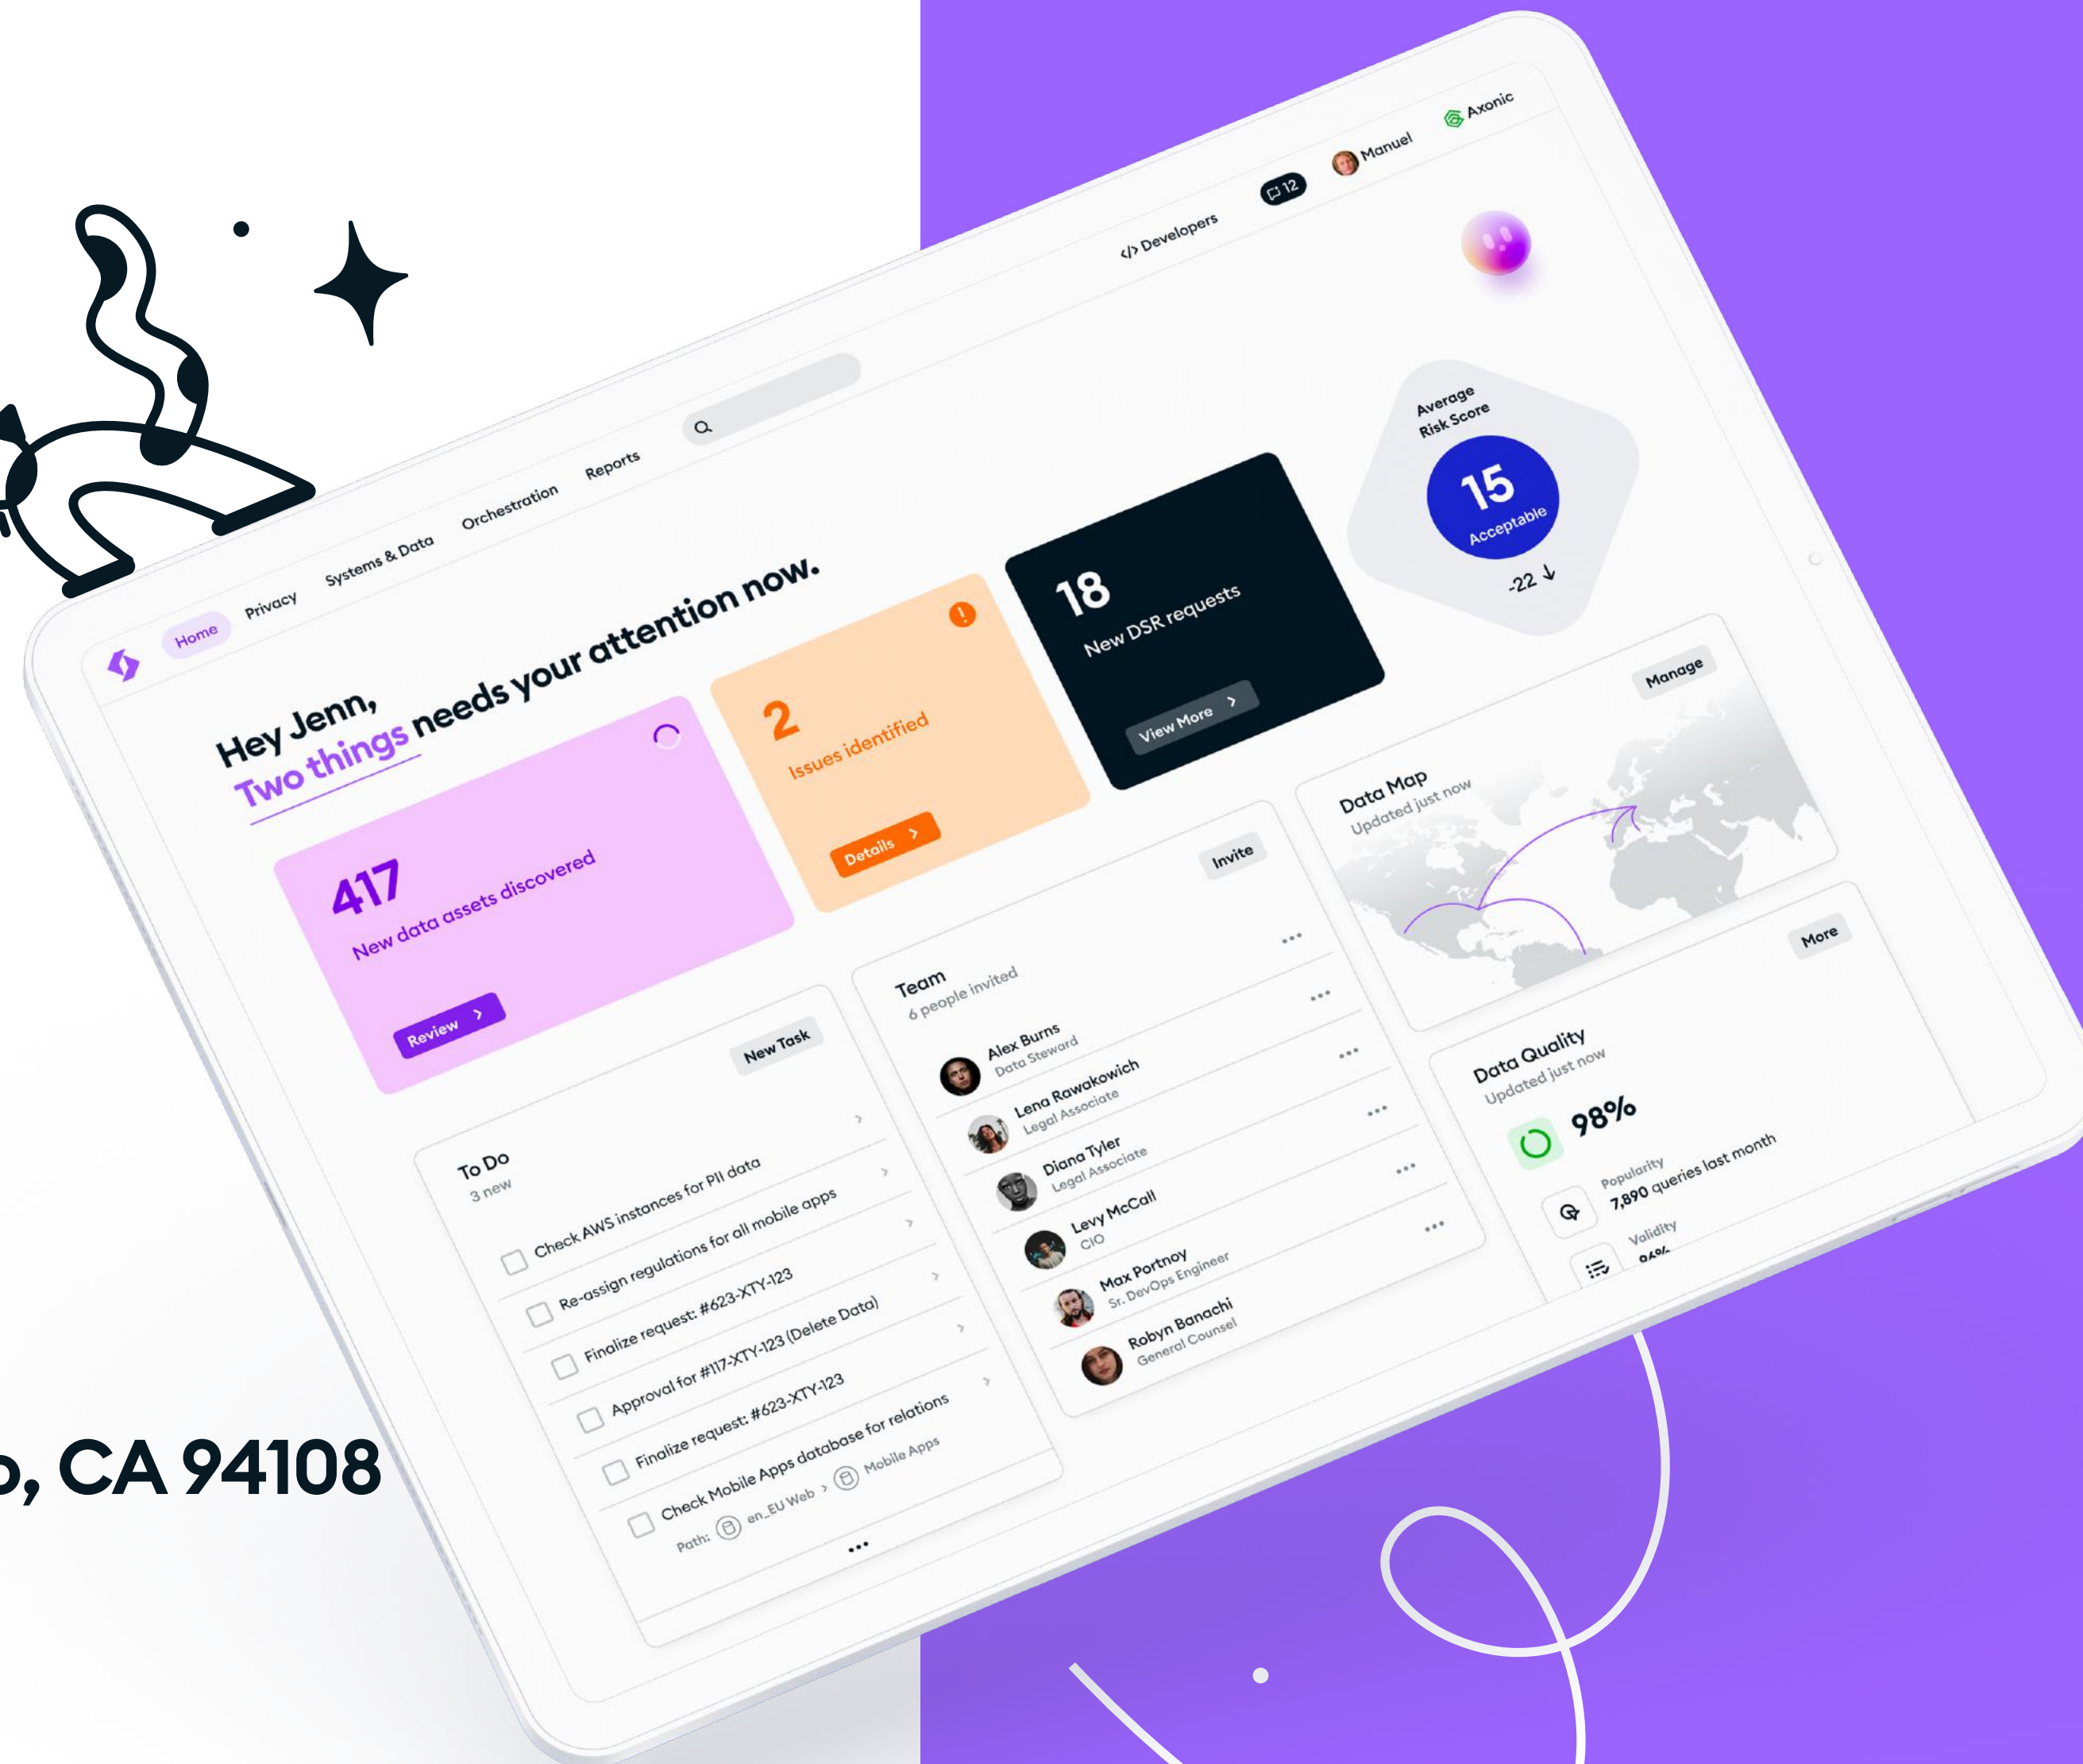 Home
Privacy
Systems & Data
Orchestration
Reports
</> Developers
12
Manuel
Axonic
Hey Jenn,
Two things needs your attention now.
417
New data assets discovered
Review
2
Issues identified
Details
18
New DSR requests
View More
Average
Risk Score
15
Acceptable
-22
To Do
3 new
New Task
Check AWS instances for PII data
Re-assign regulations for all mobile apps
Finalize request: #623-XTY-123
Approval for #117-XTY-123 (Delete Data)
Finalize request: #623-XTY-123
Check Mobile Apps database for relations
Path: en_EU Web > Mobile Apps
Team
6 people invited
Invite
Alex Burns
Data Steward
Lena Rawakowich
Legal Associate
Diana Tyler
Legal Associate
Levy McCall
CIO
Max Portnoy
Sr. DevOps Engineer
Robyn Banachi
General Counsel
Data Map
Updated just now
Manage
Data Quality
Updated just now
More
98%
Popularity
7,890 queries last month
Validity
, CA 94108